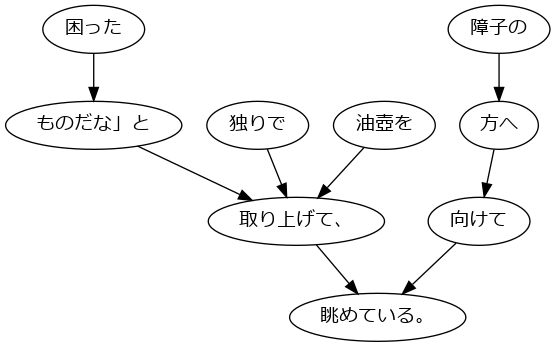 困った
障子の
ものだな」と
独りで
油壺を
方へ
取り上げて、
向けて
眺めている。